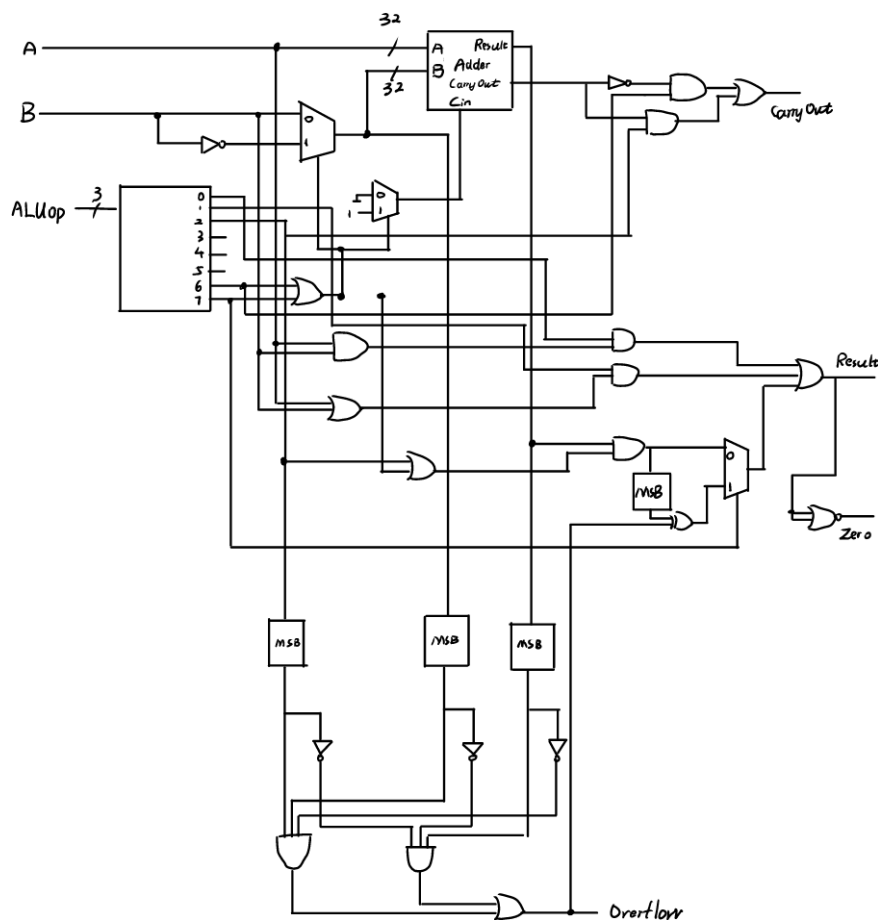 32
A
A Result
B Adder
32
Carry Out
Cin
Carry Out
B
0
1
ALUop
3
0
1
2
3
4
5
6
7
0
1
1
Result
0
1
MSB
Zero
MSB
MSB
MSB
Overflow